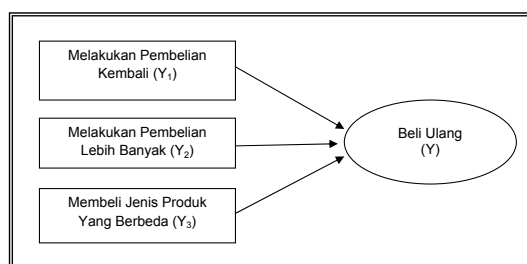 Melakukan Pembelian
Kembali (Y₁)
Melakukan Pembelian
Lebih Banyak (Y₂)
Membeli Jenis Produk
Yang Berbeda (Y₃)
Beli Ulang
(Y)